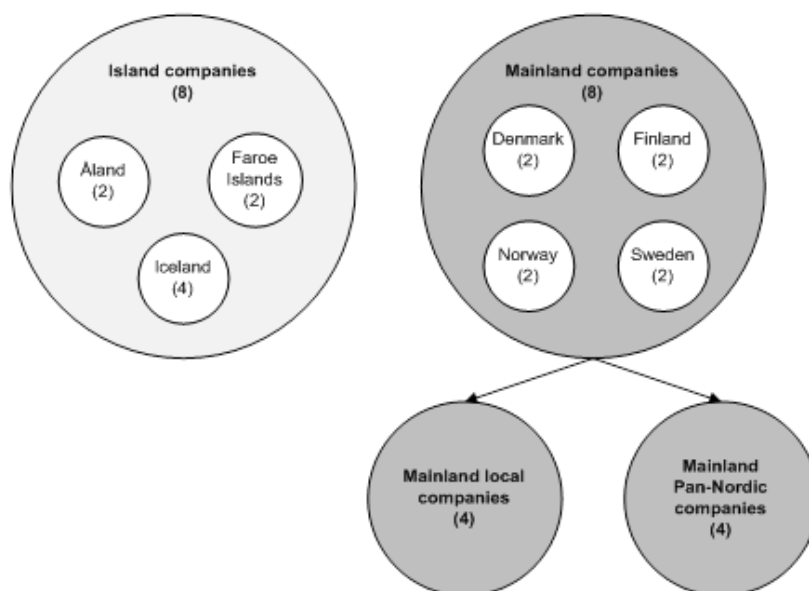 Island companies
(8)
Åland
(2)
Faroe
Islands
(2)
Iceland
(4)
Mainland companies
(8)
Denmark
(2)
Finland
(2)
Norway
(2)
Sweden
(2)
Mainland local
companies
(4)
Mainland
Pan-Nordic
companies
(4)